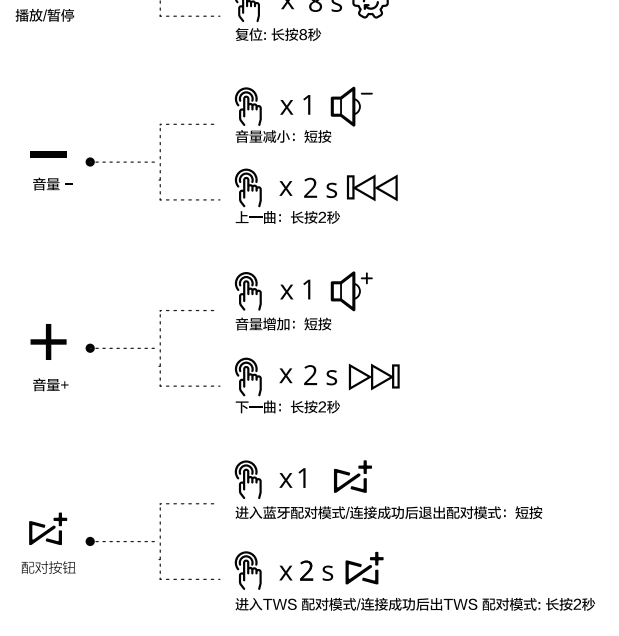 x 8 s
播放/暂停
复位: 长按8秒
x 1
音量减小：短按
音量 −
x 2 s
上一曲：长按2秒
x 1
音量增加：短按
音量+
x 2 s
下一曲：长按2秒
x1
进入蓝牙配对模式/连接成功后退出配对模式：短按
配对按钮
x 2 s
进入TWS 配对模式/连接成功后出TWS 配对模式: 长按2秒